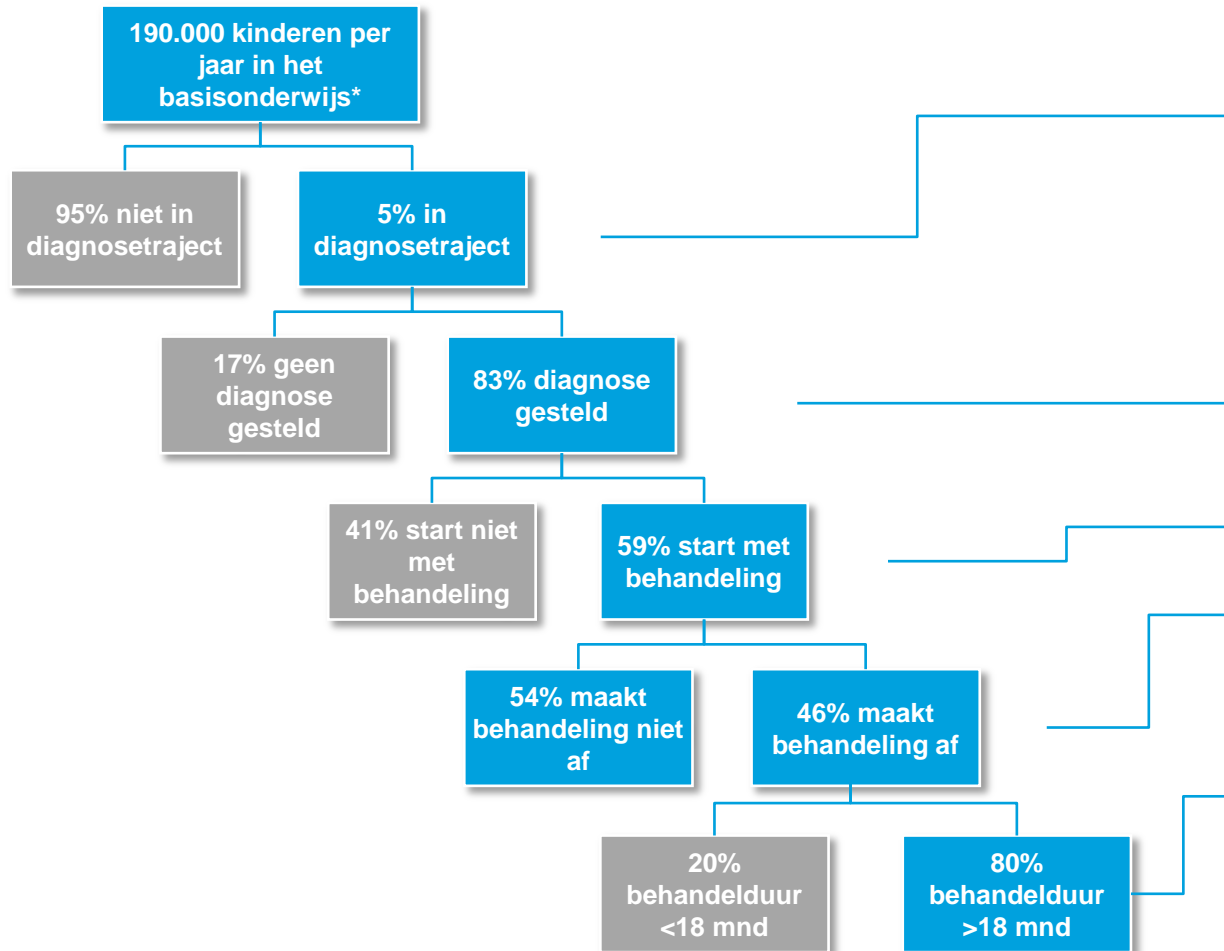 190.000 kinderen per
jaar in het
basisonderwijs*
95% niet in
diagnosetraject
5% in
diagnosetraject
17% geen
diagnose
gesteld
83% diagnose
gesteld
41% start niet
met
behandeling
59% start met
behandeling
54% maakt
behandeling niet
af
46% maakt
behandeling af
20%
behandelduur
<18 mnd
80%
behandelduur
>18 mnd